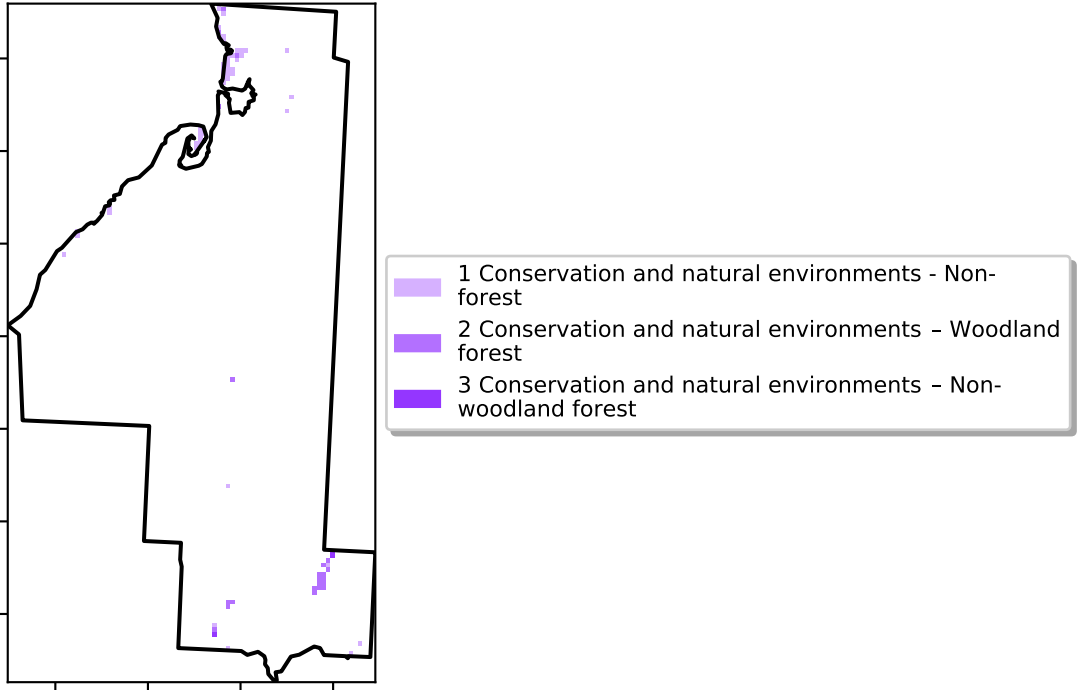 1 Conservation and natural environments - Non-
forest
2 Conservation and natural environments – Woodland
forest
3 Conservation and natural environments – Non-
woodland forest